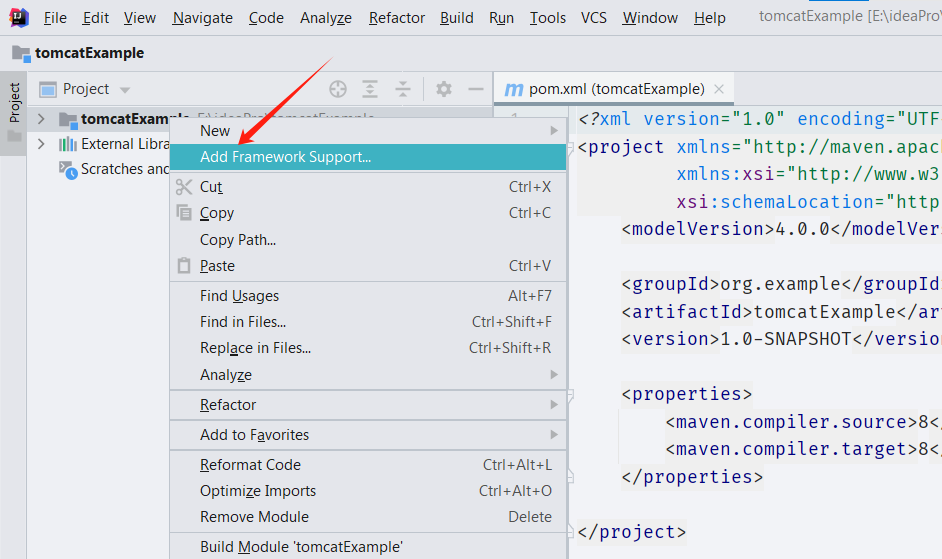 File Edit View Navigate Code Analyze Refactor Build Run Tools VCS Window Help tomcatExample [E:\ideaPro\
tomcatExample
Project
Project
pom.xml (tomcatExample)
tomcatExample E:\ideaPro\tomcatExample
External Libra
Scratches and
New
Add Framework Support...
Cut Ctrl+X
Copy Ctrl+C
Copy Path...
Paste Ctrl+V
Find Usages Alt+F7
Find in Files... Ctrl+Shift+F
Replace in Files... Ctrl+Shift+R
Analyze
Refactor
Add to Favorites
Reformat Code Ctrl+Alt+L
Optimize Imports Ctrl+Alt+O
Remove Module Delete
Build Module 'tomcatExample'
1
<?xml version="1.0" encoding="UTF
<project xmlns="http://maven.apac
xmlns:xsi="http://www.w3
xsi:schemaLocation="http
<modelVersion>4.0.0</modelVer
<groupId>org.example</groupId
<artifactId>tomcatExample</ar
<version>1.0-SNAPSHOT</versio
<properties>
<maven.compiler.source>8<
<maven.compiler.target>8<
</properties>
</project>